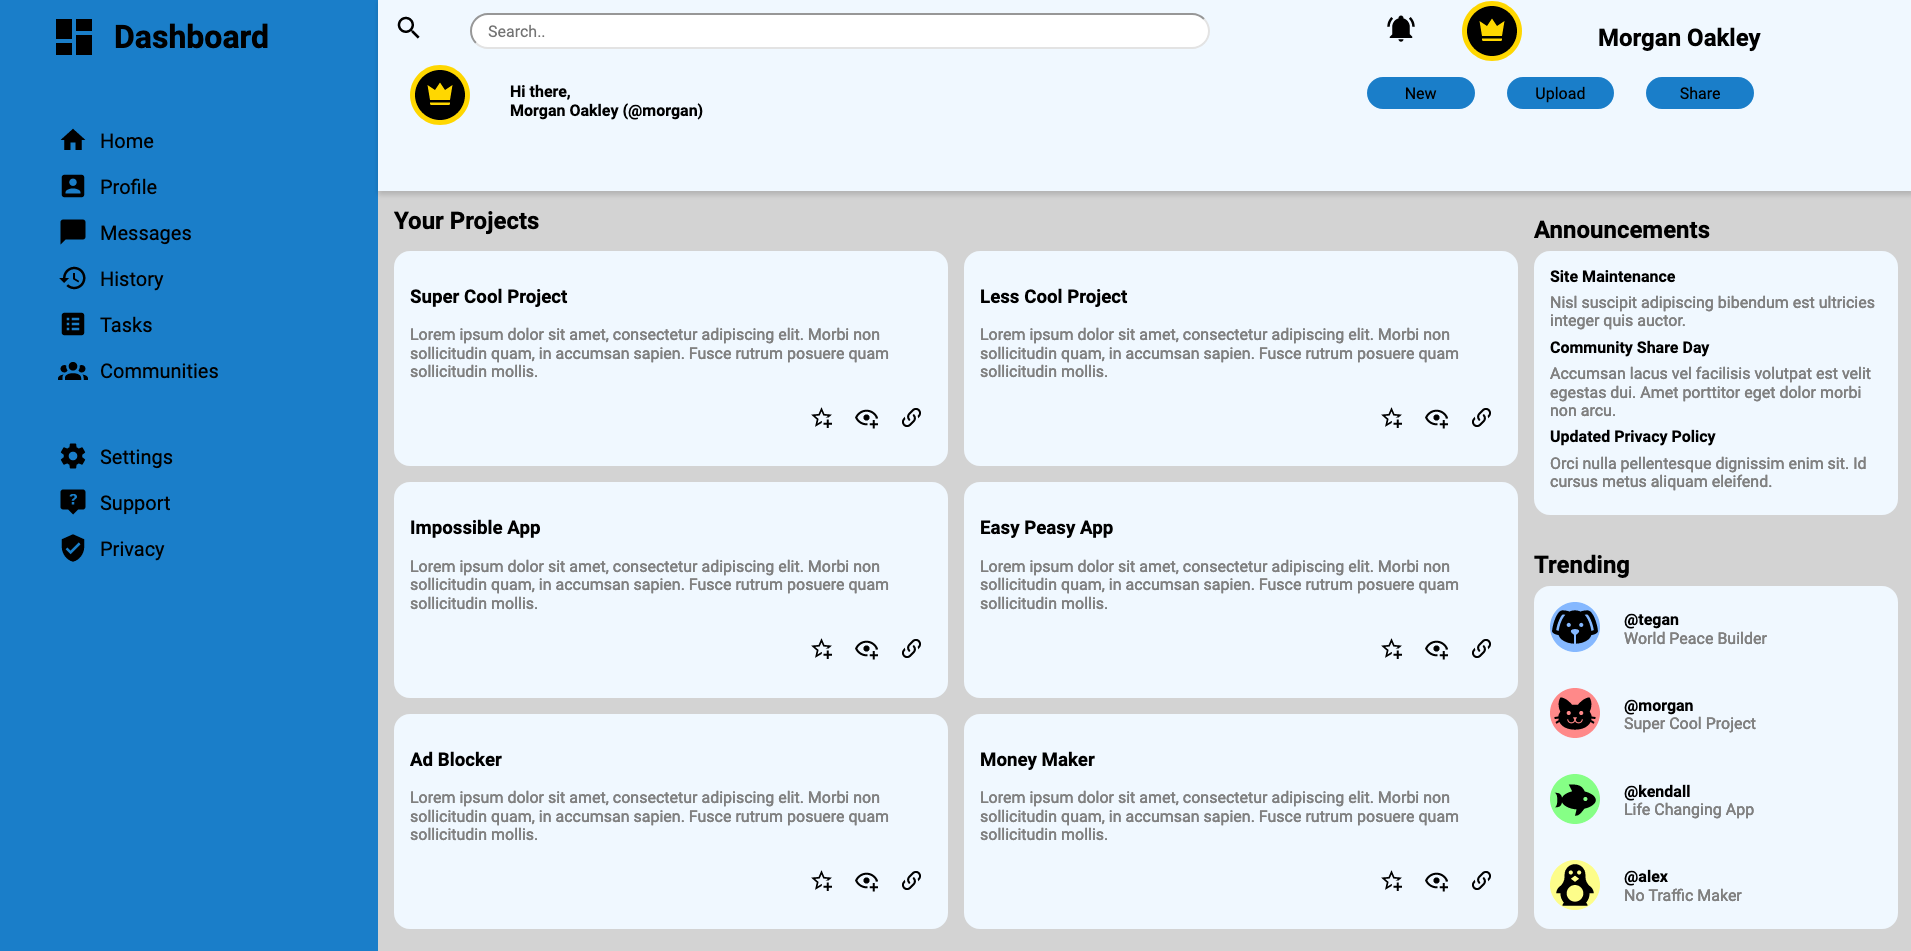 Dashboard
Home
Profile
Messages
History
Tasks
Communities
Settings
Support
Privacy
Search..
Morgan Oakley
Hi there,
Morgan Oakley (@morgan)
New
Upload
Share
Your Projects
Super Cool Project
Lorem ipsum dolor sit amet, consectetur adipiscing elit. Morbi non
sollicitudin quam, in accumsan sapien. Fusce rutrum posuere quam
sollicitudin mollis.
Less Cool Project
Lorem ipsum dolor sit amet, consectetur adipiscing elit. Morbi non
sollicitudin quam, in accumsan sapien. Fusce rutrum posuere quam
sollicitudin mollis.
Impossible App
Lorem ipsum dolor sit amet, consectetur adipiscing elit. Morbi non
sollicitudin quam, in accumsan sapien. Fusce rutrum posuere quam
sollicitudin mollis.
Easy Peasy App
Lorem ipsum dolor sit amet, consectetur adipiscing elit. Morbi non
sollicitudin quam, in accumsan sapien. Fusce rutrum posuere quam
sollicitudin mollis.
Ad Blocker
Lorem ipsum dolor sit amet, consectetur adipiscing elit. Morbi non
sollicitudin quam, in accumsan sapien. Fusce rutrum posuere quam
sollicitudin mollis.
Money Maker
Lorem ipsum dolor sit amet, consectetur adipiscing elit. Morbi non
sollicitudin quam, in accumsan sapien. Fusce rutrum posuere quam
sollicitudin mollis.
Announcements
Site Maintenance
Nisl suscipit adipiscing bibendum est ultricies
integer quis auctor.
Community Share Day
Accumsan lacus vel facilisis volutpat est velit
egestas dui. Amet porttitor eget dolor morbi
non arcu.
Updated Privacy Policy
Orci nulla pellentesque dignissim enim sit. Id
cursus metus aliquam eleifend.
Trending
@tegan
World Peace Builder
@morgan
Super Cool Project
@kendall
Life Changing App
@alex
No Traffic Maker